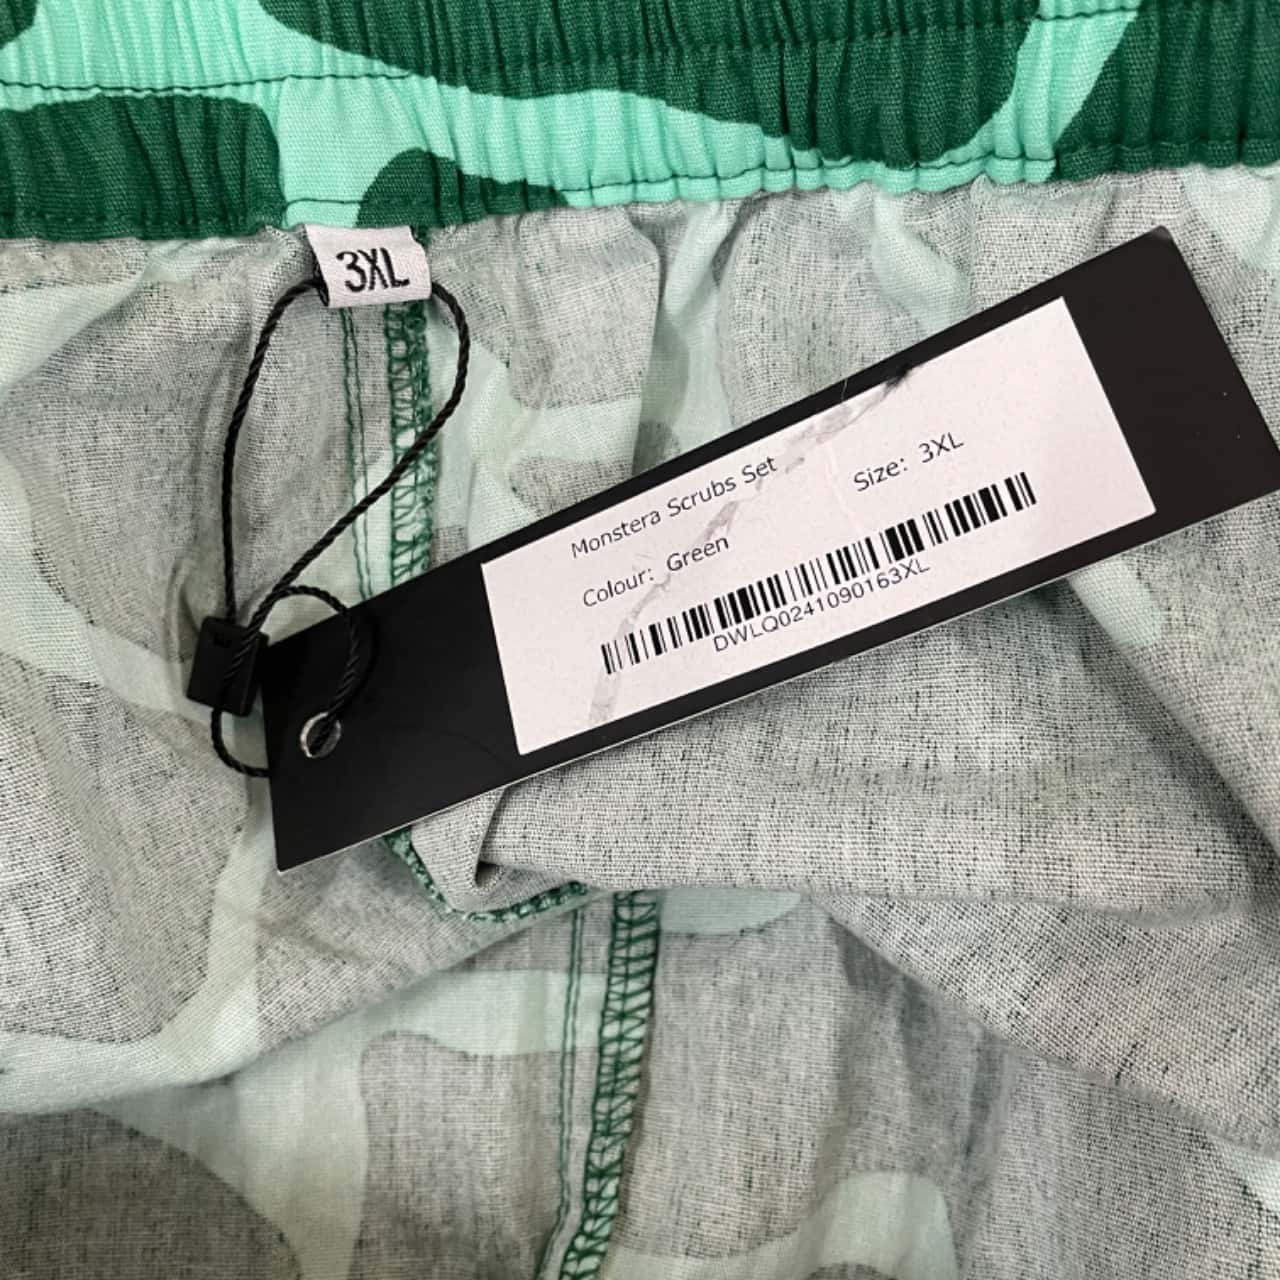 3XL
Monstera Scrubs Set
Colour: Green
Size: 3XL
DWLQ0241090163XL